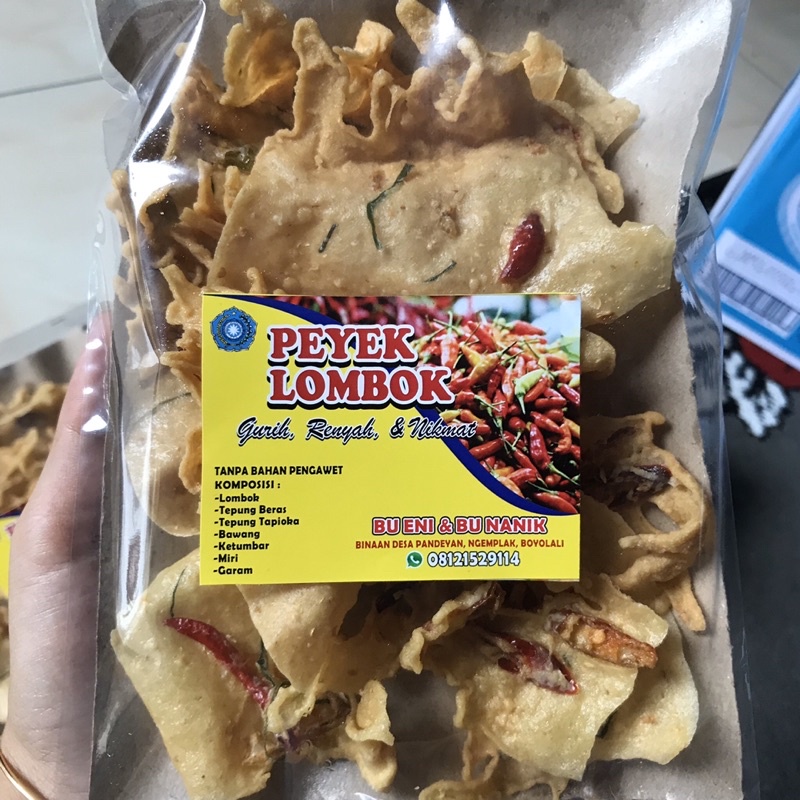 PEYEK
LOMBOK
Gurih, Renyah, & Nikmat
TANPA BAHAN PENGAWET
KOMPOSISI :
-Lombok
-Tepung Beras
-Tepung Tapioka
-Bawang
-Ketumbar
-Miri
-Garam
BU ENI & BU NANIK
BINAAN DESA PANDEYAN, NGEMPLAK, BOYOLALI
08121529114